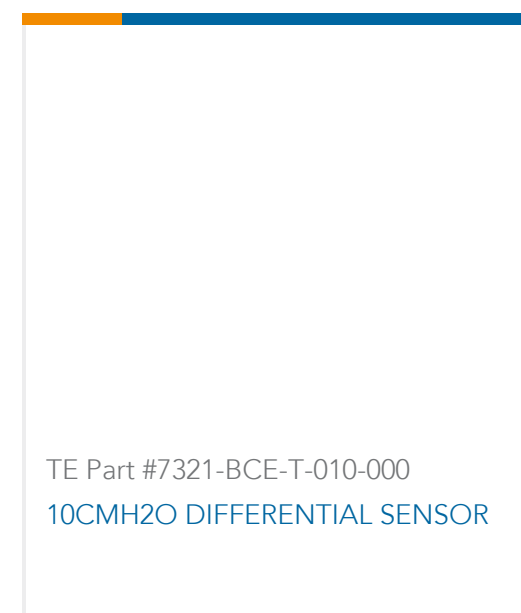 TE Part #7321-BCE-T-010-000
10CMH2O DIFFERENTIAL SENSOR